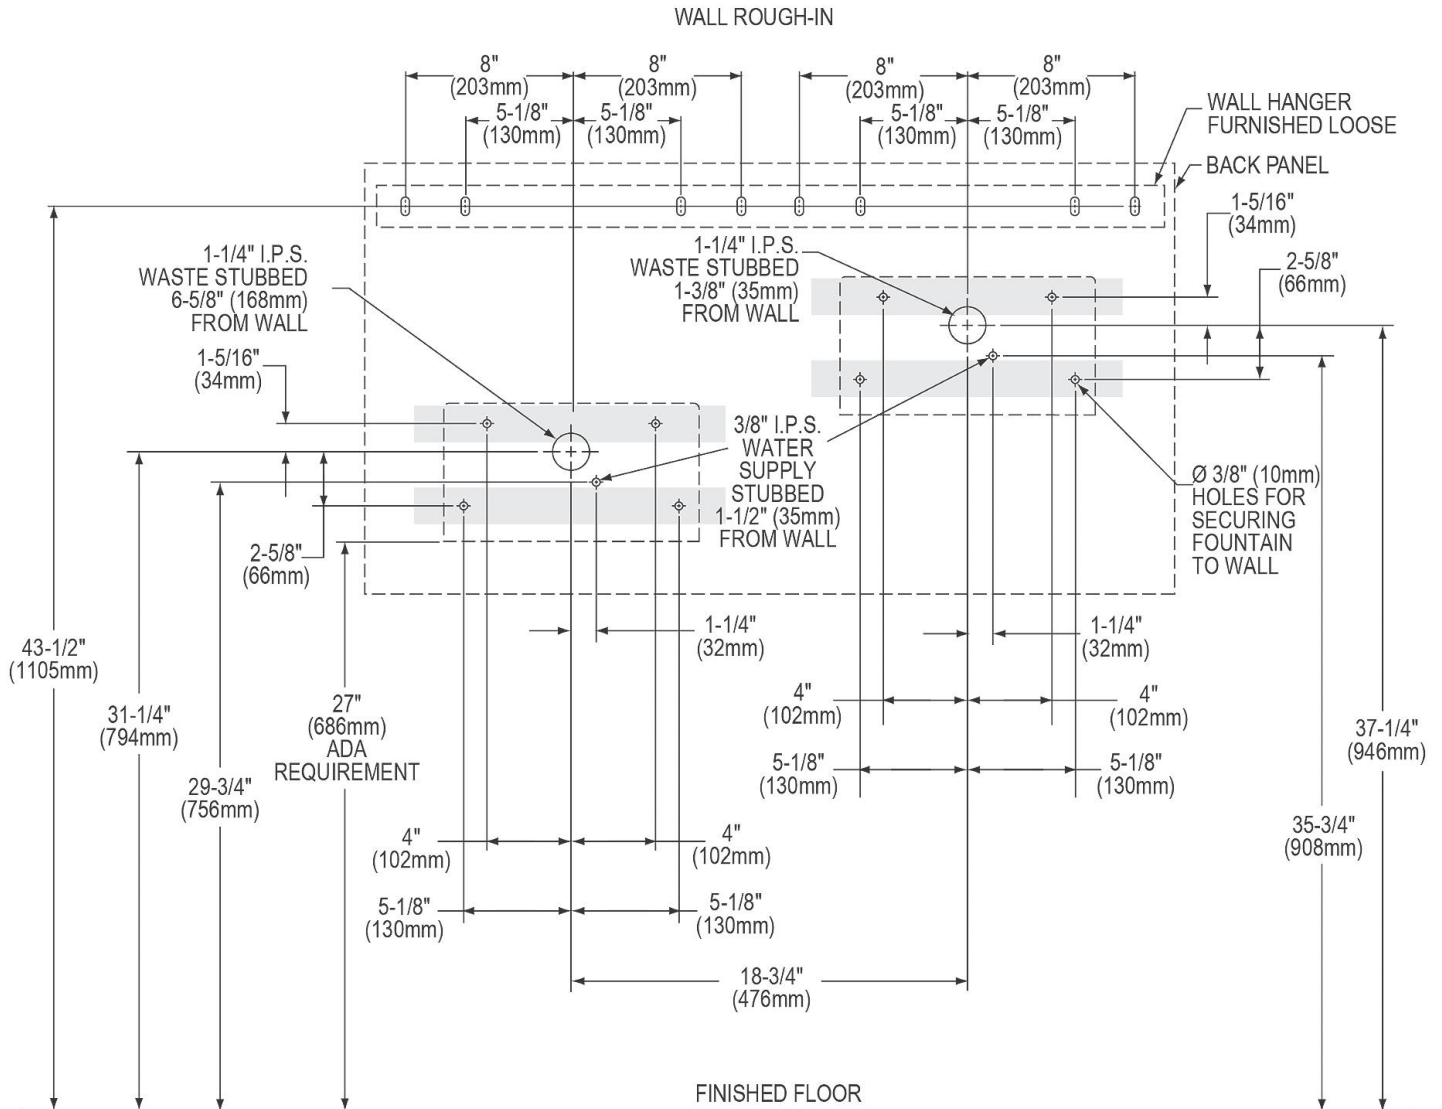 WALL ROUGH-IN
8"
(203mm)
8"
(203mm)
8"
(203mm)
8"
(203mm)
5-1/8"
(130mm)
5-1/8"
(130mm)
5-1/8"
(130mm)
5-1/8"
(130mm)
WALL HANGER
FURNISHED LOOSE
BACK PANEL
1-5/16"
(34mm)
2-5/8"
(66mm)
1-1/4" I.P.S.
WASTE STUBBED
6-5/8" (168mm)
FROM WALL
1-1/4" I.P.S.
WASTE STUBBED
1-3/8" (35mm)
FROM WALL
1-5/16"
(34mm)
3/8" I.P.S.
WATER
SUPPLY
STUBBED
1-1/2" (35mm)
FROM WALL
Ø 3/8" (10mm)
HOLES FOR
SECURING
FOUNTAIN
TO WALL
2-5/8"
(66mm)
1-1/4"
(32mm)
1-1/4"
(32mm)
43-1/2"
(1105mm)
31-1/4"
(794mm)
27"
(686mm)
ADA
REQUIREMENT
29-3/4"
(756mm)
4"
(102mm)
4"
(102mm)
37-1/4"
(946mm)
5-1/8"
(130mm)
5-1/8"
(130mm)
35-3/4"
(908mm)
4"
(102mm)
4"
(102mm)
5-1/8"
(130mm)
5-1/8"
(130mm)
18-3/4"
(476mm)
FINISHED FLOOR